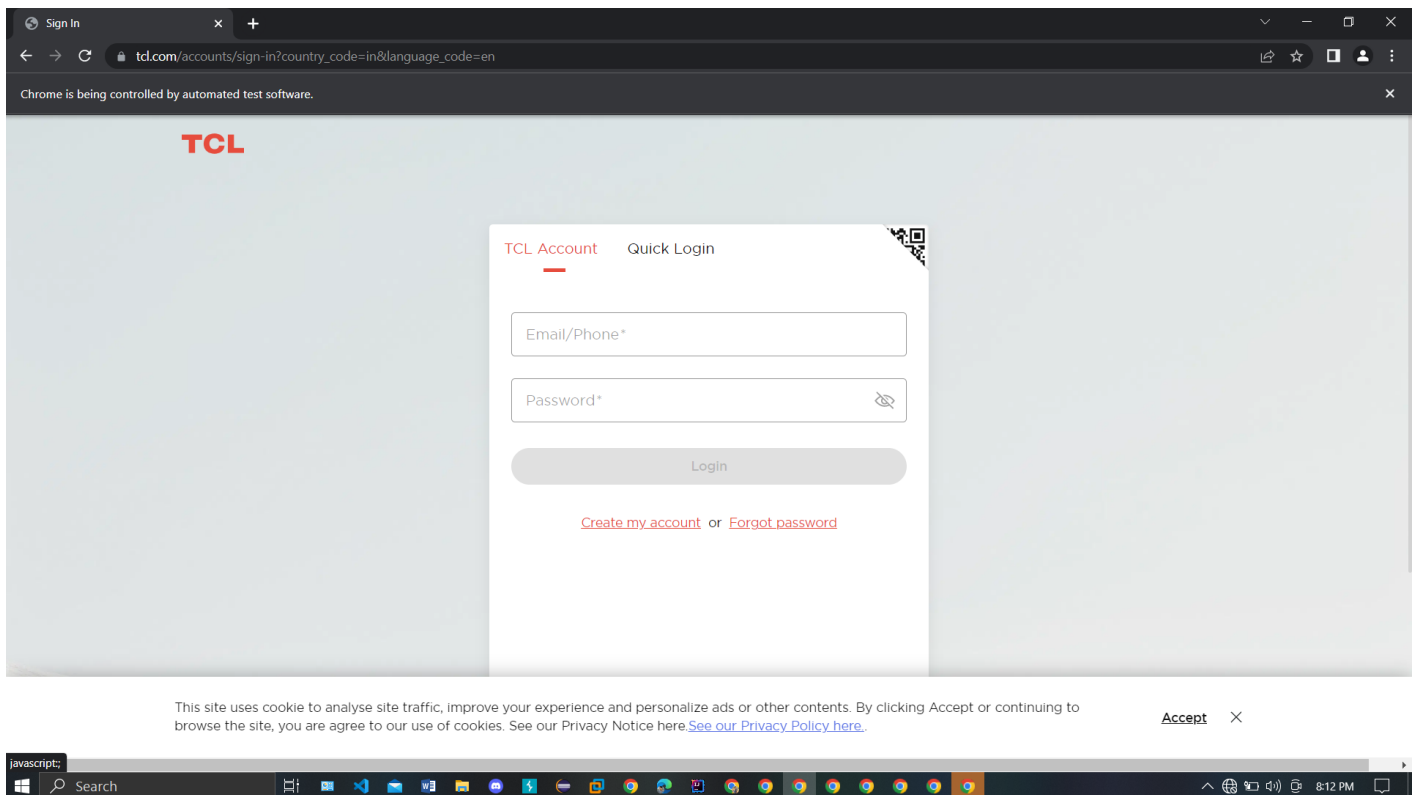 Sign In
tcl.com/accounts/sign-in?country_code=in&language_code=en
Chrome is being controlled by automated test software.
TCL
TCL Account Quick Login
Email/Phone*
Password*
Login
Create my account or Forgot password
This site uses cookie to analyse site traffic, improve your experience and personalize ads or other contents. By clicking Accept or continuing to
browse the site, you are agree to our use of cookies. See our Privacy Notice here.See our Privacy Policy here..
Accept
javascript:;
Search
8:12 PM